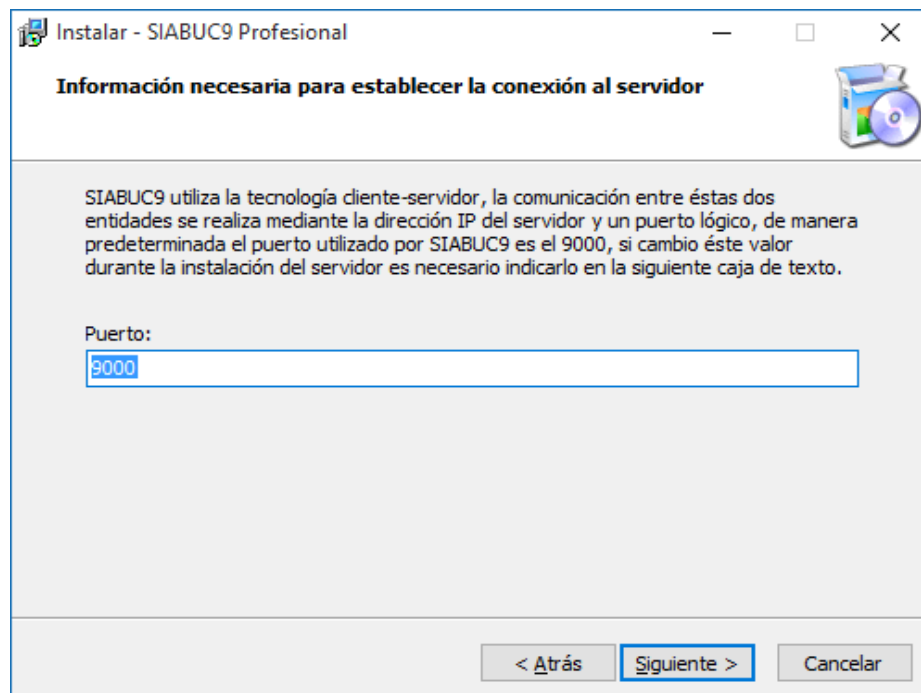 Instalar - SIABUC9 Profesional
Información necesaria para establecer la conexión al servidor
SIABUC9 utiliza la tecnología cliente-servidor, la comunicación entre éstas dos
entidades se realiza mediante la dirección IP del servidor y un puerto lógico, de manera
predeterminada el puerto utilizado por SIABUC9 es el 9000, si cambio éste valor
durante la instalación del servidor es necesario indicarlo en la siguiente caja de texto.
Puerto:
9000
< Atrás Siguiente > Cancelar